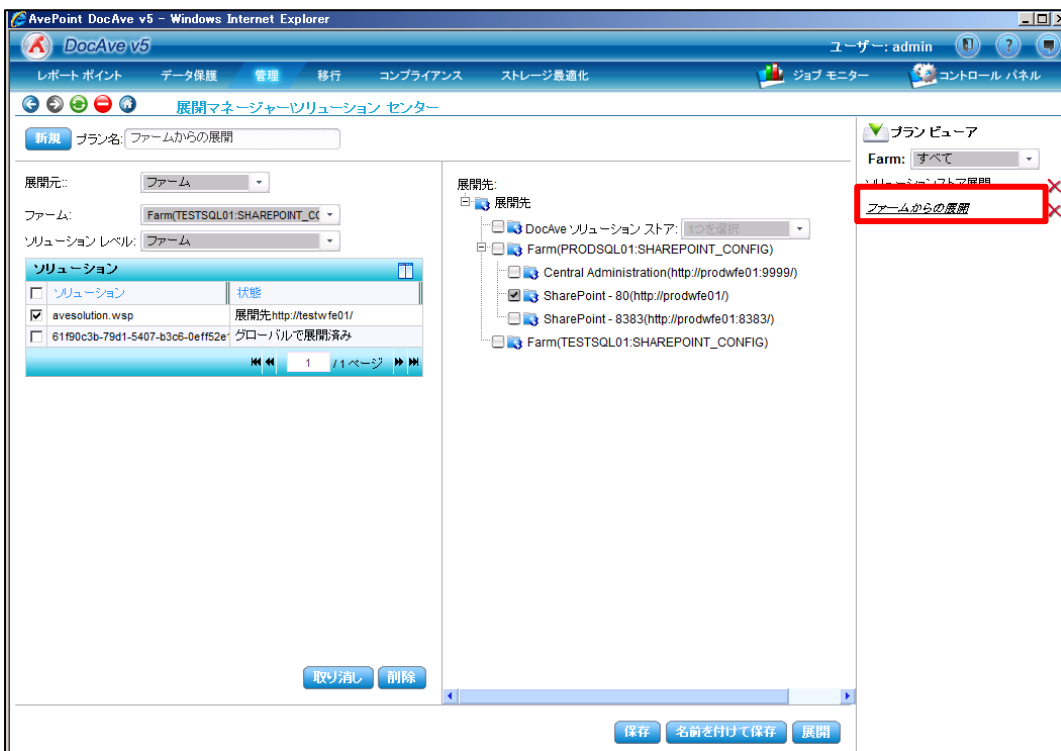 AvePoint DocAve v5 - Windows Internet Explorer
DocAve v5
ユーザー: admin
レポート ポイント データ保護 管理 移行 コンプライアンス ストレージ最適化 ジョブ モニター コントロール パネル
展開マネージャー\ソリューション センター
新規 プラン名: ファームからの展開
プラン ビューア
Farm: すべて
ソリューションストア展開
ファームからの展開
展開元::
ファーム
ファーム:
Farm(TESTSQL01:SHAREPOINT_CC
ソリューション レベル: ファーム
ソリューション
ソリューション 状態
avesolution.wsp 展開先http://testwfe01/
61f90c3b-79d1-5407-b3c6-0eff52e1 グローバルで展開済み
1 /1 ページ
取り消し 削除
展開先:
展開先
DocAve ソリューション ストア: 1つを選択
Farm(PRODSQL01:SHAREPOINT_CONFIG)
Central Administration(http://prodwfe01:9999/)
SharePoint - 80(http://prodwfe01/)
SharePoint - 8383(http://prodwfe01:8383/)
Farm(TESTSQL01:SHAREPOINT_CONFIG)
保存 名前を付けて保存 展開